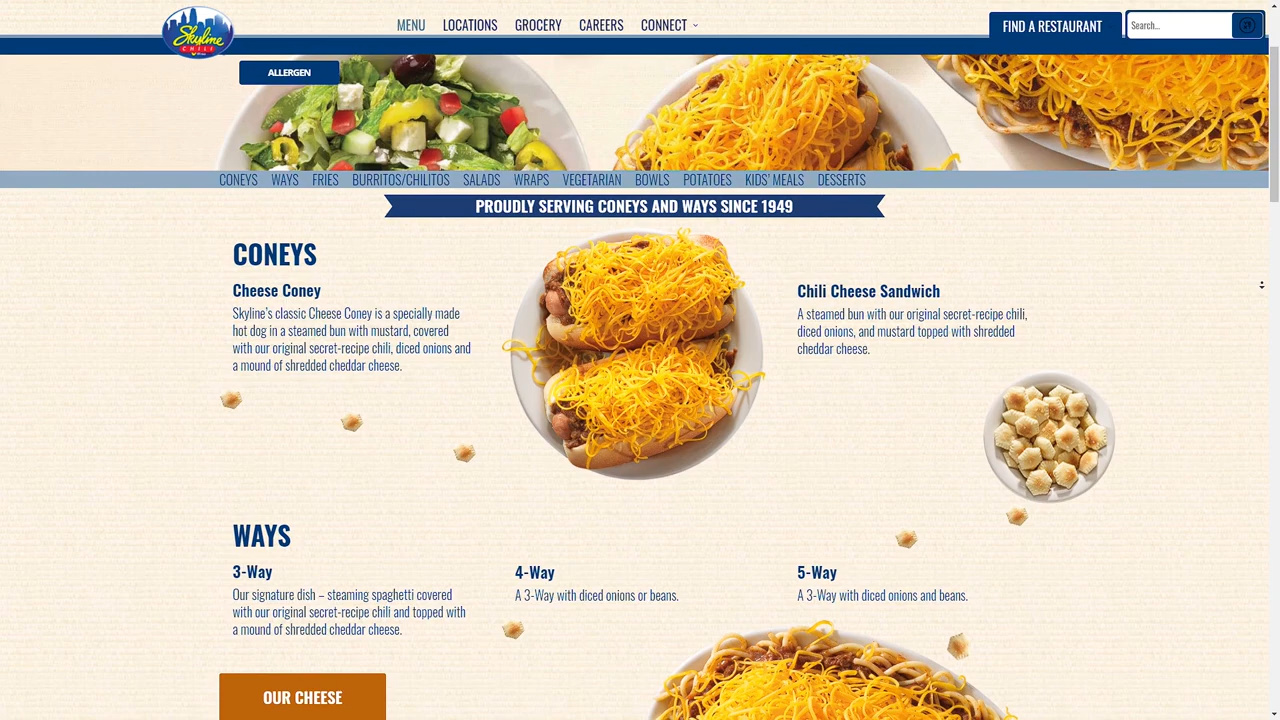 Skyline
CHILI
MENU LOCATIONS GROCERY CAREERS CONNECT
FIND A RESTAURANT
Search...
ALLERGEN
CONEYS WAYS FRIES BURRITOS/CHILITOS SALADS WRAPS VEGETARIAN BOWLS POTATOES KIDS' MEALS DESSERTS
PROUDLY SERVING CONEYS AND WAYS SINCE 1949
CONEYS
Cheese Coney
Skyline's classic Cheese Coney is a specially made
hot dog in a steamed bun with mustard, covered
with our original secret-recipe chili, diced onions and
a mound of shredded cheddar cheese.
Chili Cheese Sandwich
A steamed bun with our original secret-recipe chili,
diced onions, and mustard topped with shredded
cheddar cheese.
WAYS
3-Way
Our signature dish – steaming spaghetti covered
with our original secret-recipe chili and topped with
a mound of shredded cheddar cheese.
4-Way
A 3-Way with diced onions or beans.
5-Way
A 3-Way with diced onions and beans.
OUR CHEESE